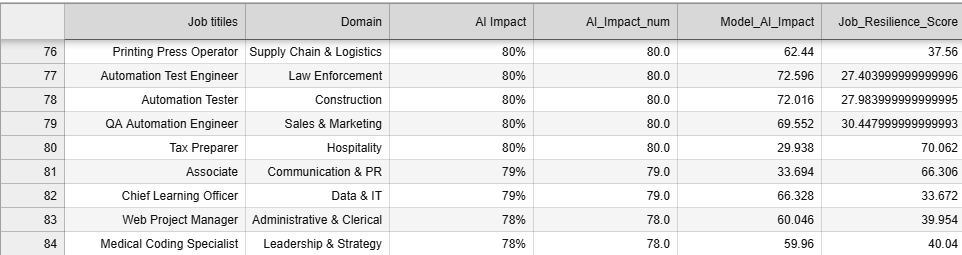 Job titiles Domain AI Impact AI_Impact_num Model_AI_Impact Job_Resilience_Score
76 Printing Press Operator Supply Chain & Logistics 80% 80.0 62.44 37.56
77 Automation Test Engineer Law Enforcement 80% 80.0 72.596 27.403999999999996
78 Automation Tester Construction 80% 80.0 72.016 27.983999999999995
79 QA Automation Engineer Sales & Marketing 80% 80.0 69.552 30.447999999999993
80 Tax Preparer Hospitality 80% 80.0 29.938 70.062
81 Associate Communication & PR 79% 79.0 33.694 66.306
82 Chief Learning Officer Data & IT 79% 79.0 66.328 33.672
83 Web Project Manager Administrative & Clerical 78% 78.0 60.046 39.954
84 Medical Coding Specialist Leadership & Strategy 78% 78.0 59.96 40.04